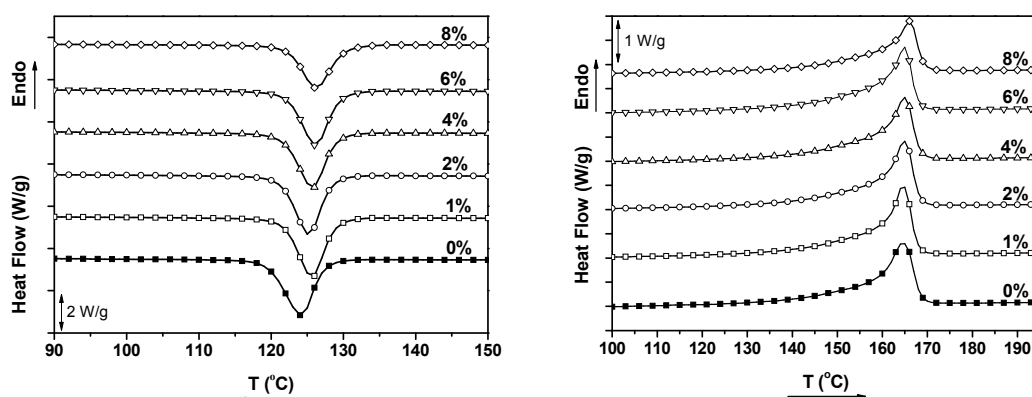 8%
6%
4%
2%
1%
0%
2 W/g
Heat Flow (W/g)
Endo
90 100 110 120 130 140 150
T (°C)
1 W/g
8%
6%
4%
2%
1%
0%
Heat Flow (W/g)
Endo
100 110 120 130 140 150 160 170 180 190
T (°C)